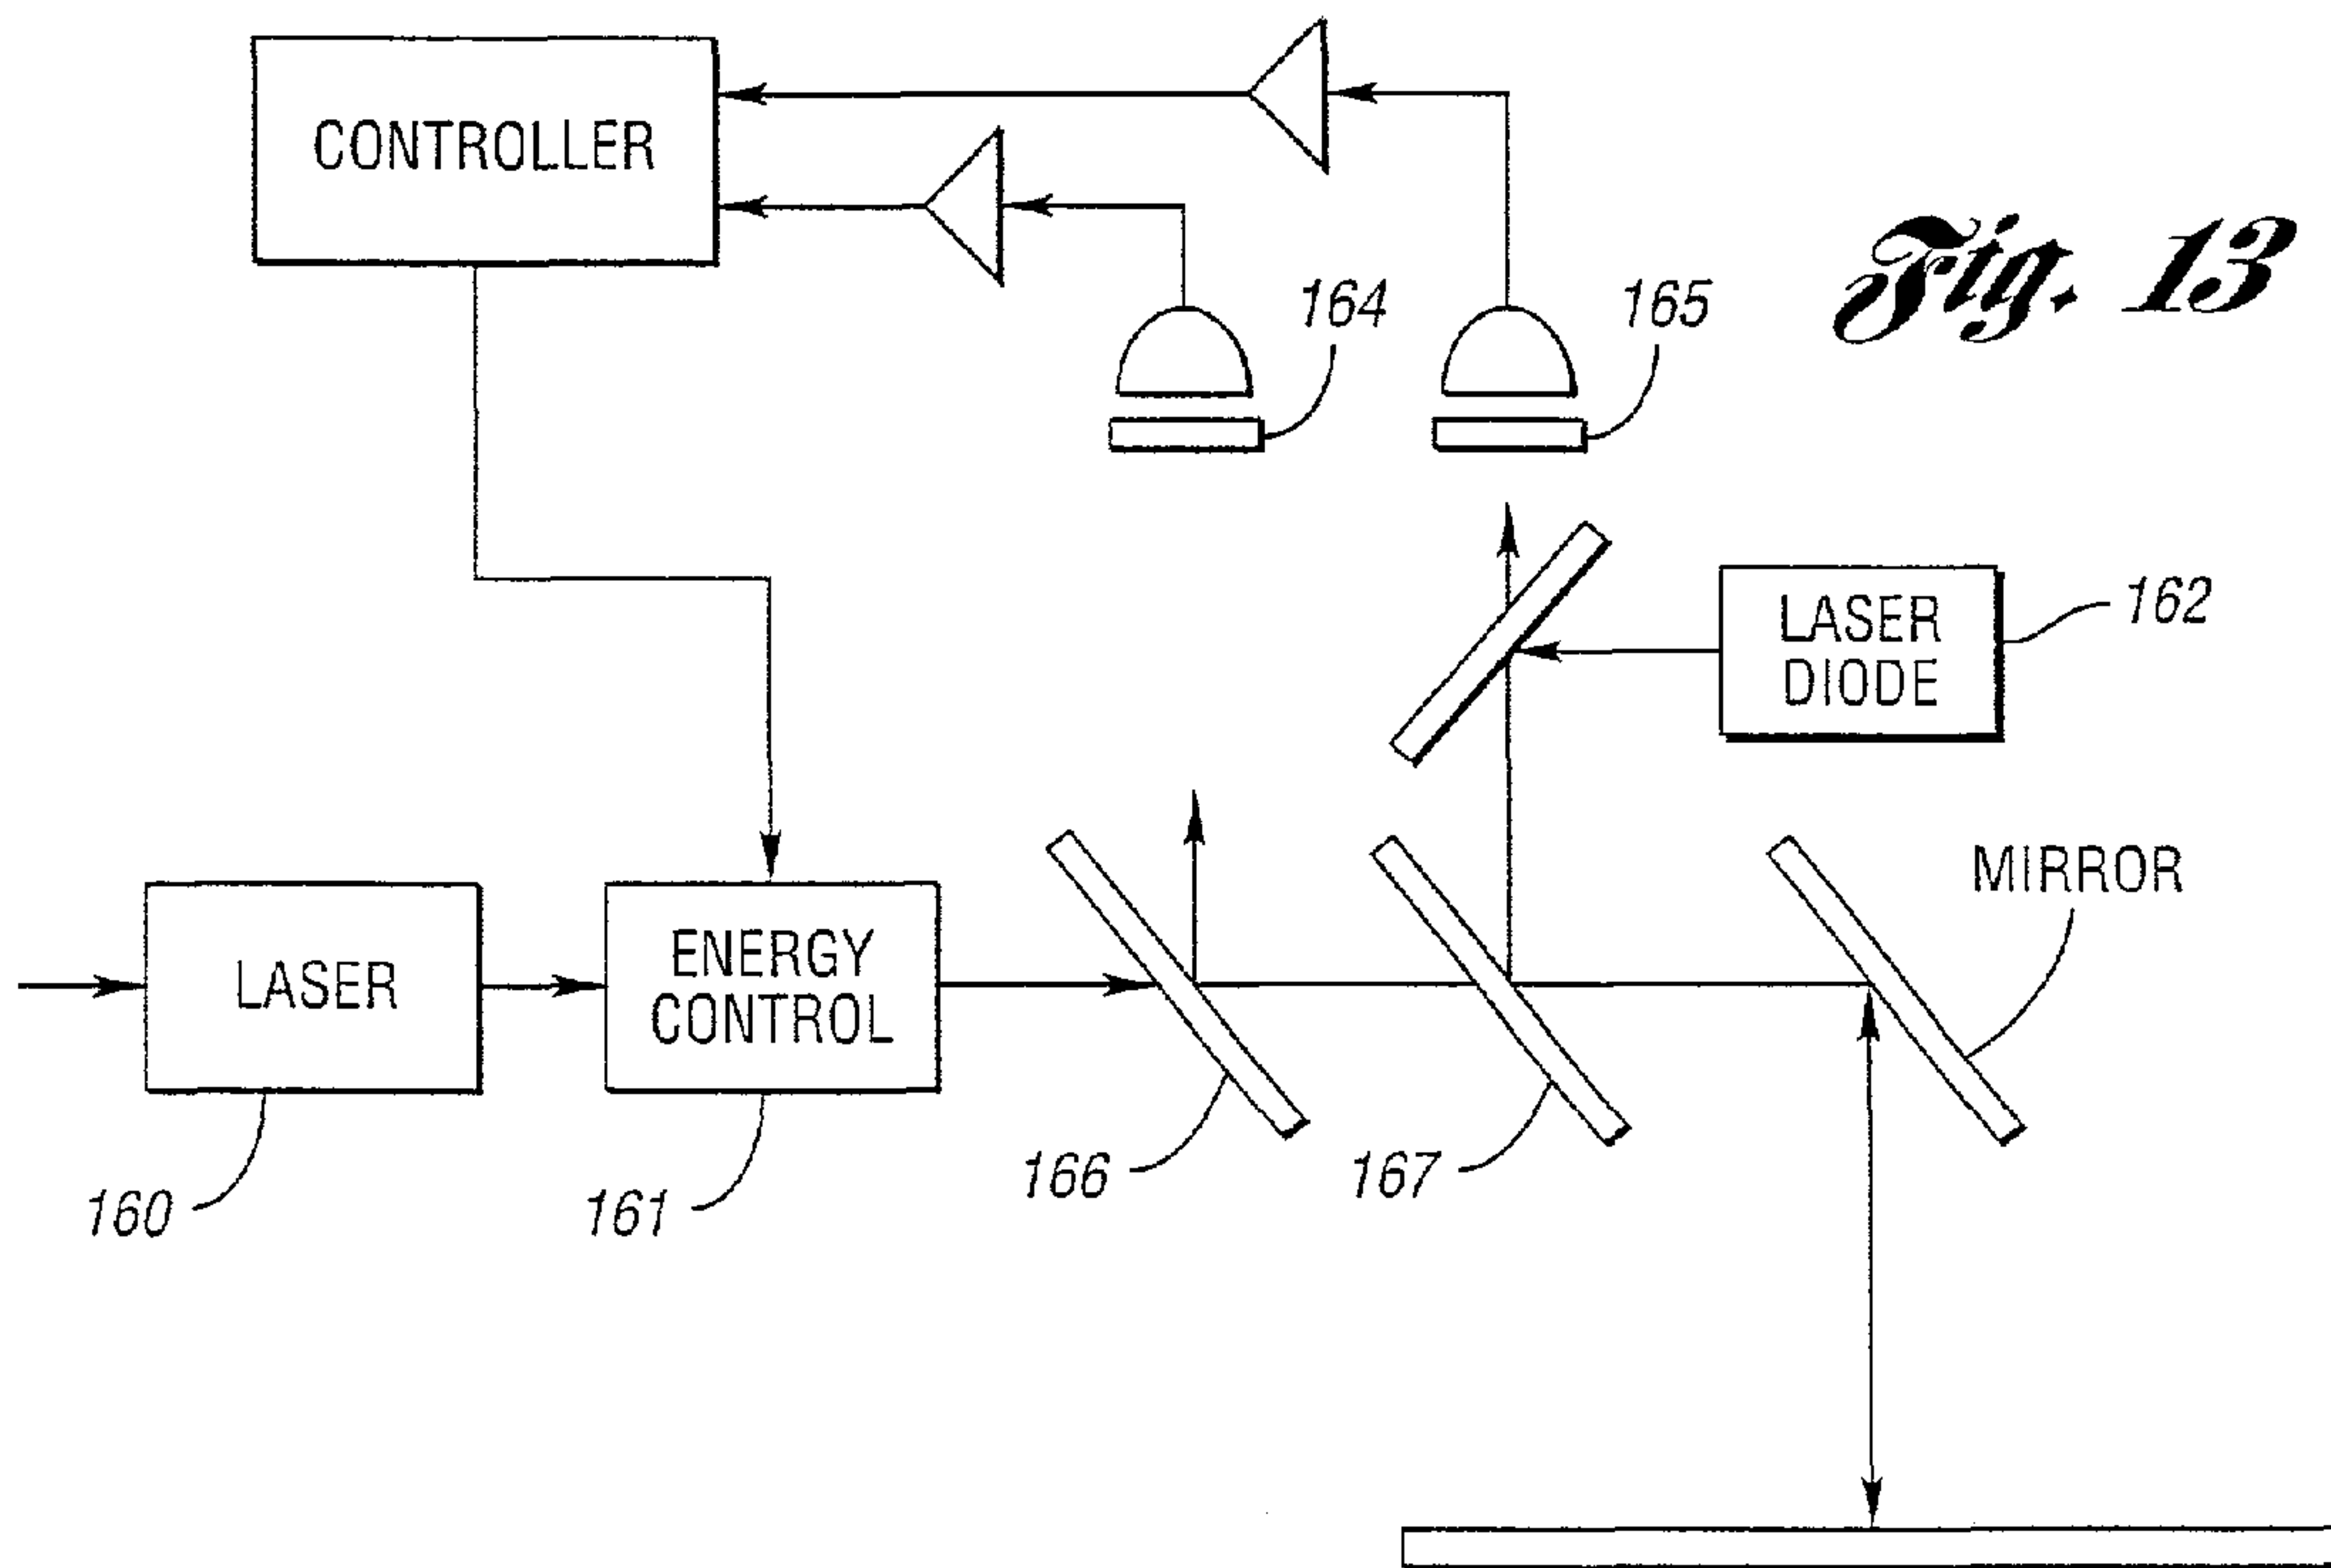 CONTROLLER
Fig. 13
164
165
LASER
DIODE
162
MIRROR
LASER
ENERGY
CONTROL
160
161
166
167